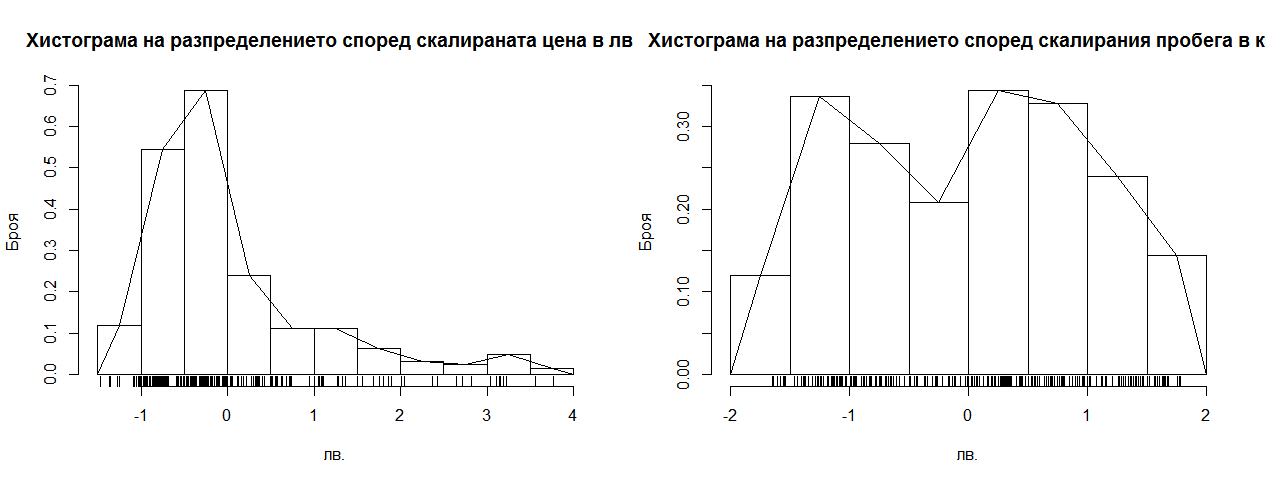 Хистограма на разпределението според скалираната цена в лв
Броя
0.0 0.1 0.2 0.3 0.4 0.5 0.6 0.7
-1 0 1 2 3 4
лв.
Хистограма на разпределението според скалирания пробега в к
Броя
0.00 0.10 0.20 0.30
-2 -1 0 1 2
лв.